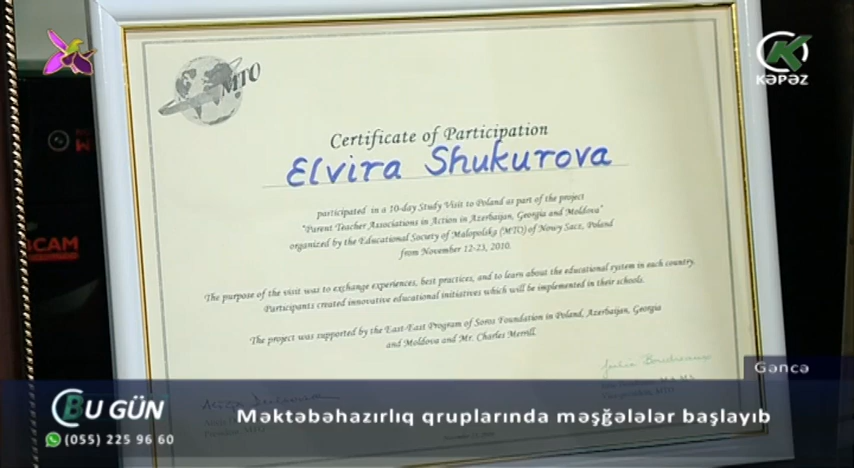 KƏPƏZ
MTO
Certificate of Participation
Elvira Shukurova
participated in a 10-day Study Visit to Poland as part of the project
"Parent Teacher Associations in Action in Azerbaijan, Georgia and Moldova"
organized by the Educational Society of Malopolska (MTO) of Nowy Sacz, Poland
from November 12-23, 2010.
The purpose of the visit was to exchange experiences, best practices, and to learn about the educational system in each country.
Participants created innovative educational initiatives which will be implemented in their schools.
The project was supported by the East-East Program of Soros Foundation in Poland, Azerbaijan, Georgia
and Moldova and Mr. Charles Merrill.
Gəncə
BU GÜN
Məktəbəhazırlıq qruplarında məşğələlər başlayıb
(055) 225 96 60